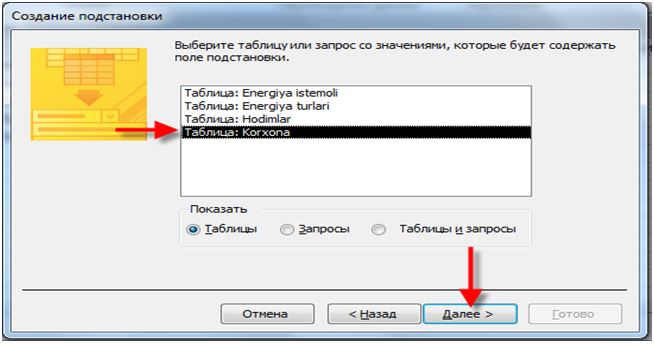 Создание подстановки
Выберите таблицу или запрос со значениями, которые будет содержать
поле подстановки.
Таблица: Energiya istemoli
Таблица: Energiya turlari
Таблица: Hodimlar
Таблица: Korxona
Показать
Таблицы Запросы Таблицы и запросы
Отмена < Назад Далее > Готово